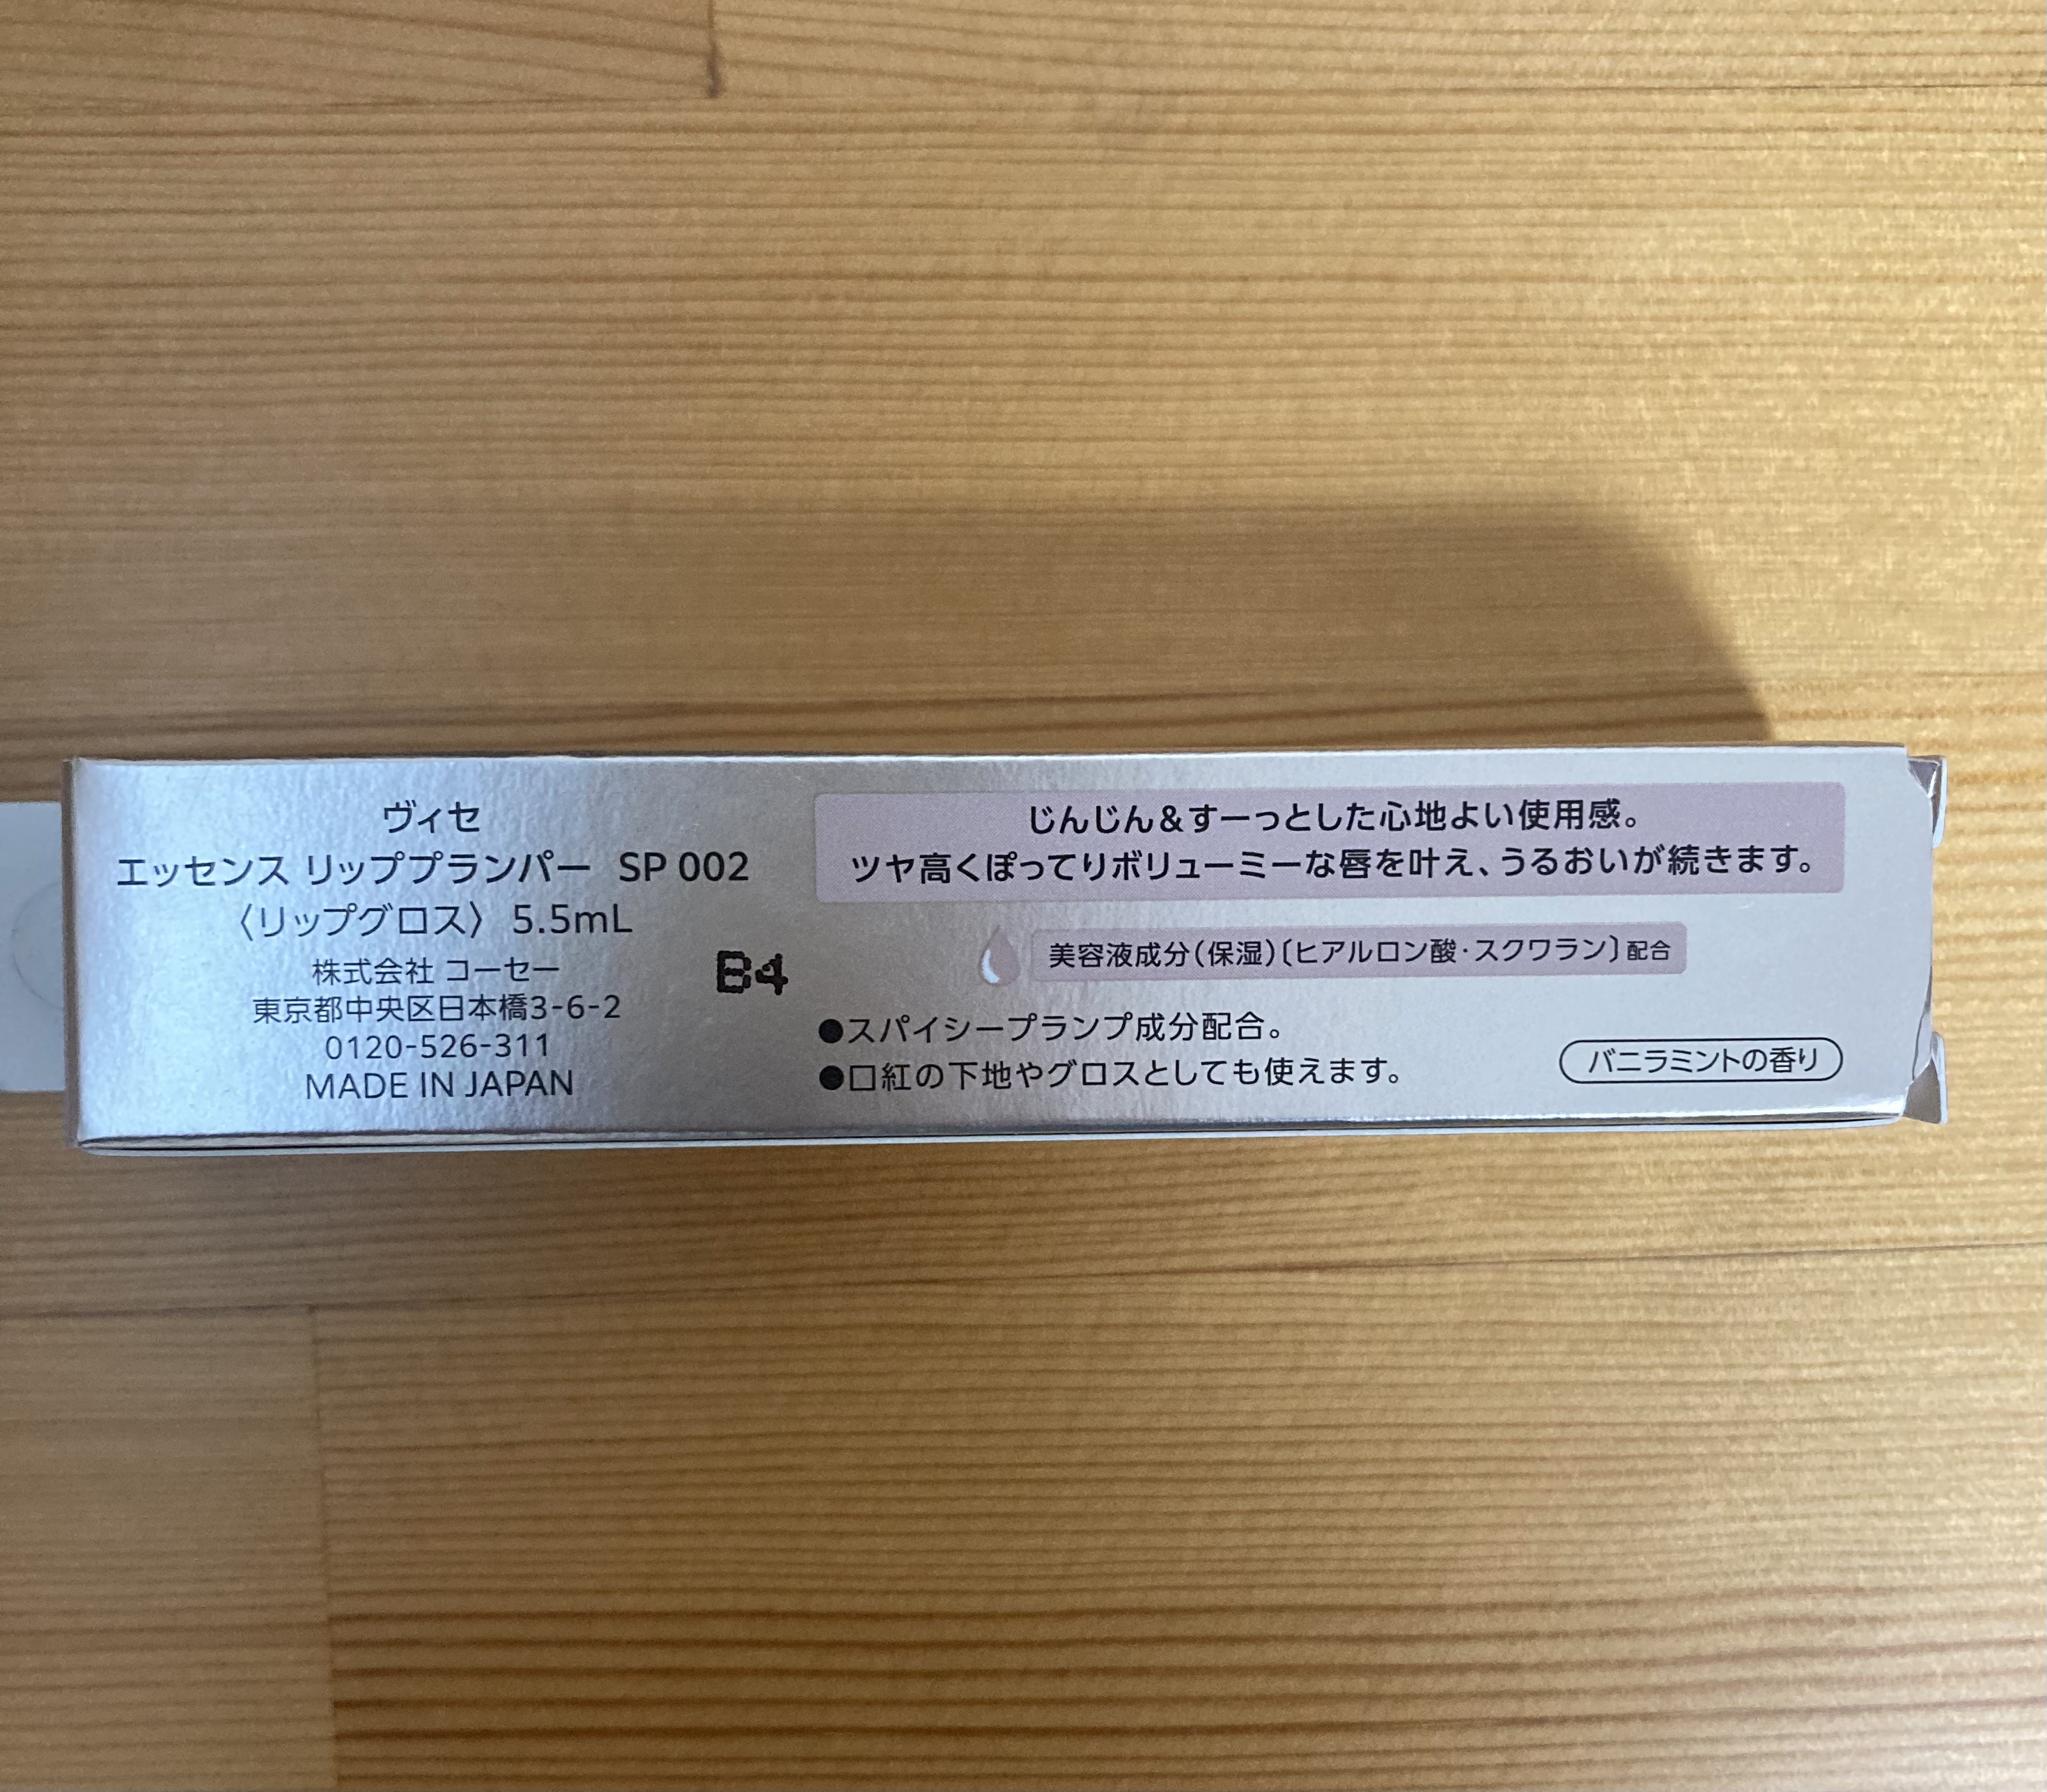 ヴィセ
エッセンス リッププランパー SP 002
〈リップグロス〉 5.5mL
株式会社 コーセー
東京都中央区日本橋3-6-2
0120-526-311
MADE IN JAPAN
B4
じんじん&すーっとした心地よい使用感。
ツヤ高くぽってりボリューミーな唇を叶え、うるおいが続きます。
美容液成分(保湿)〔ヒアルロン酸・スクワラン〕配合
●スパイシープランプ成分配合。
●口紅の下地やグロスとしても使えます。
バニラミントの香り